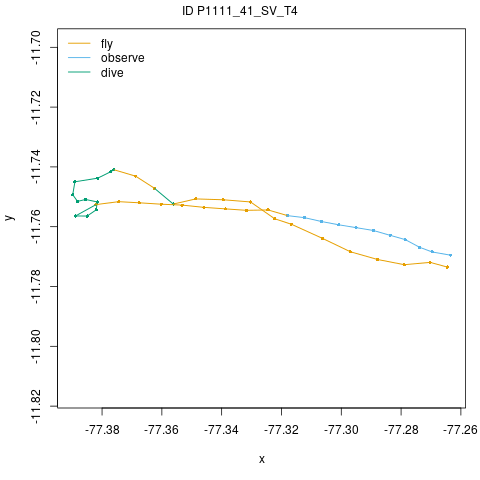 ID P1111_41_SV_T4
fly
observe
dive
y
-11.70
-11.72
-11.74
-11.76
-11.78
-11.80
-11.82
-77.38 -77.36 -77.34 -77.32 -77.30 -77.28 -77.26
x